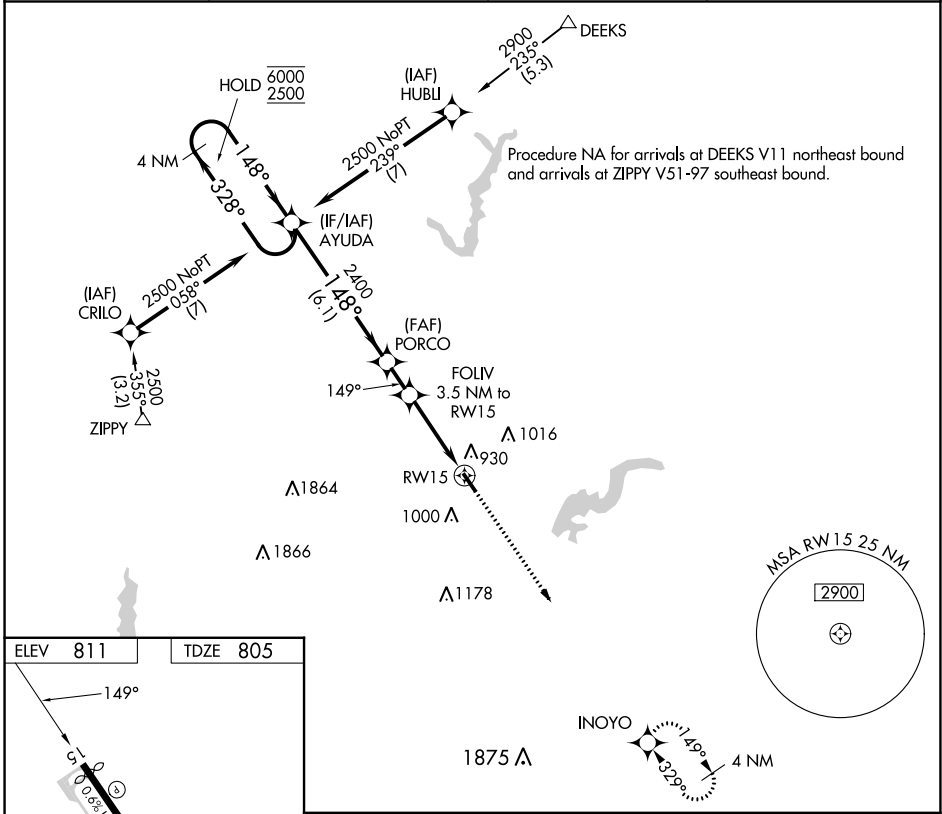 DEEKS
2900
235°
(5.3)
HOLD 6000
2500
(IAF)
HUBLI
4 NM
148°
328°
2500 NoPT
239°
(7)
Procedure NA for arrivals at DEEKS V11 northeast bound
and arrivals at ZIPPY V51-97 southeast bound.
(IF/IAF)
AYUDA
2500 NoPT
058°
(7)
(IAF)
CRILO
2400
148°
(6.1)
(FAF)
PORCO
2500
355°
(3.2)
ZIPPY
149°
FOLIV
3.5 NM to
RW15
1016
930
RW15
1864
1000
1866
1178
MSA RW15 25 NM
2900
ELEV 811
TDZE 805
149°
15
0.6%
INOYO
149°
329°
4 NM
1875